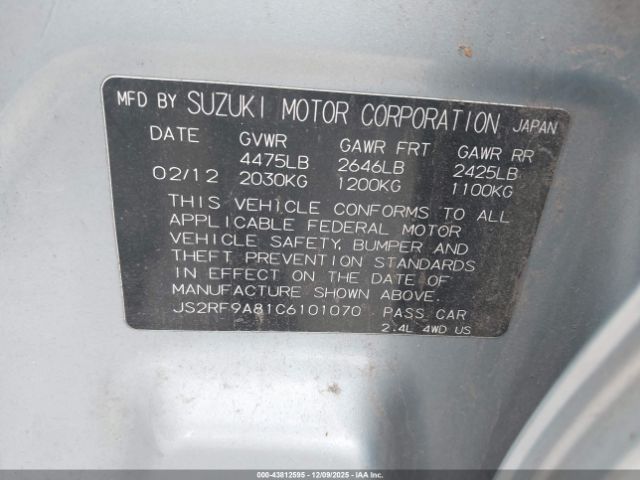 MFD BY SUZUKI MOTOR CORPORATION JAPAN
DATE GVWR GAWR FRT GAWR RR
4475LB 2646LB 2425LB
02/12 2030KG 1200KG 1100KG
THIS VEHICLE CONFORMS TO ALL
APPLICABLE FEDERAL MOTOR
VEHICLE SAFETY, BUMPER AND
THEFT PREVENTION STANDARDS
IN EFFECT ON THE DATE OF
MANUFACTURE SHOWN ABOVE.
JS2RF9A81C6101070 PASS CAR
2.4L 4WD US
000-43812595 - 12/09/2025 - PADUCAH - KY